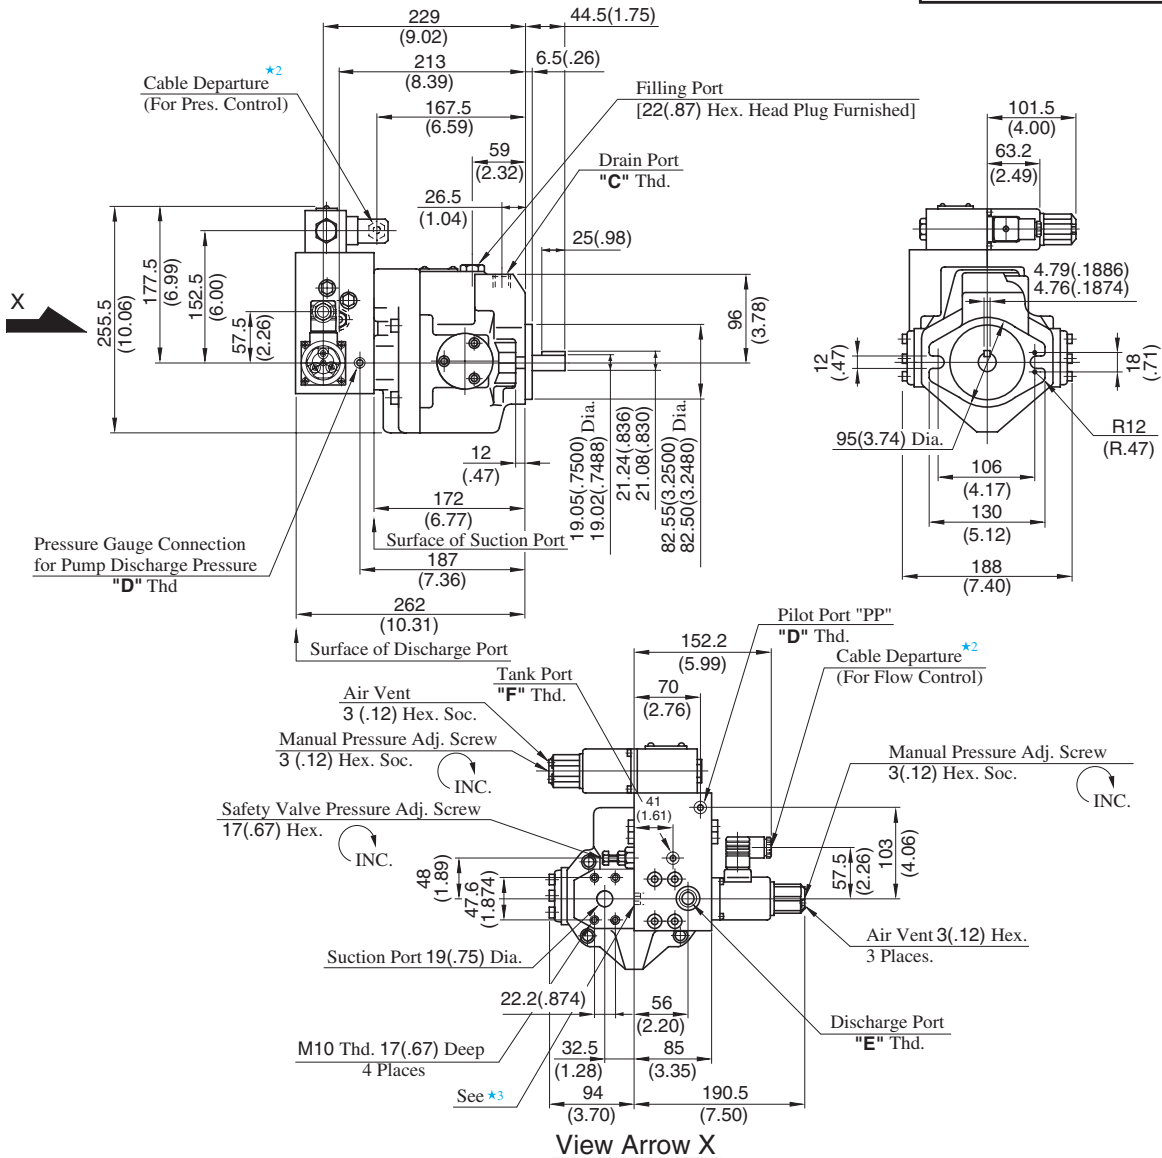 229
(9.02)
44.5(1.75)
213
(8.39)
6.5(.26)
Cable Departure★2
(For Pres. Control)
167.5
(6.59)
Filling Port
[22(.87) Hex. Head Plug Furnished]
101.5
(4.00)
59
(2.32)
Drain Port
"C" Thd.
63.2
(2.49)
26.5
(1.04)
25(.98)
X
255.5
(10.06)
177.5
(6.99)
152.5
(6.00)
57.5
(2.26)
96
(3.78)
4.79(.1886)
4.76(.1874)
12
(.47)
18
(.71)
95(3.74) Dia.
R12
(R.47)
12
(.47)
19.05(.7500) Dia.
19.02(.7488)
21.24(.836)
21.08(.830)
82.55(3.2500) Dia.
82.50(3.2480)
106
(4.17)
130
(5.12)
188
(7.40)
172
(6.77)
Surface of Suction Port
Pressure Gauge Connection
for Pump Discharge Pressure
"D" Thd
187
(7.36)
262
(10.31)
Surface of Discharge Port
Pilot Port "PP"
"D" Thd.
152.2
(5.99)
Cable Departure★2
(For Flow Control)
Tank Port
"F" Thd.
70
(2.76)
Air Vent
3 (.12) Hex. Soc.
Manual Pressure Adj. Screw
3 (.12) Hex. Soc.
INC.
Manual Pressure Adj. Screw
3(.12) Hex. Soc.
INC.
Safety Valve Pressure Adj. Screw
17(.67) Hex.
INC.
41
(1.61)
48
(1.89)
47.6
(1.874)
57.5
(2.26)
103
(4.06)
Suction Port 19(.75) Dia.
Air Vent 3(.12) Hex.
3 Places.
22.2(.874)
56
(2.20)
Discharge Port
"E" Thd.
M10 Thd. 17(.67) Deep
4 Places
32.5
(1.28)
85
(3.35)
See ★3
94
(3.70)
190.5
(7.50)
View Arrow X